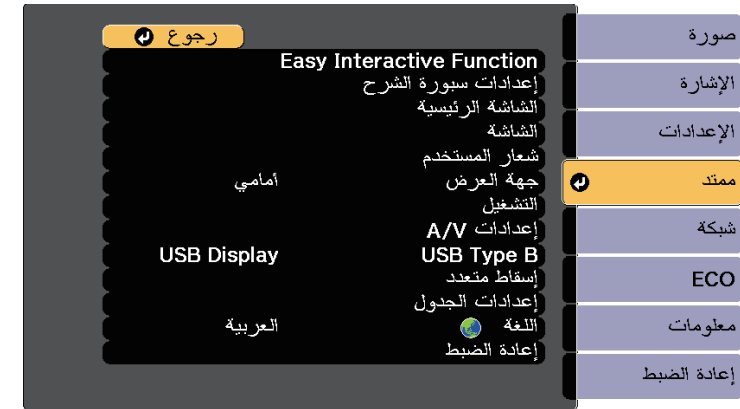 صورة
الإشارة
الإعدادات
ممتد
شبكة
ECO
معلومات
إعادة الضبط
رجوع
Easy Interactive Function
إعدادات سبورة الشرح
الشاشة الرئيسية
الشاشة
شعار المستخدم
جهة العرض أمامي
التشغيل
إعدادات A/V
USB Type B USB Display
إسقاط متعدد
إعدادات الجدول
اللغة العربية
إعادة الضبط